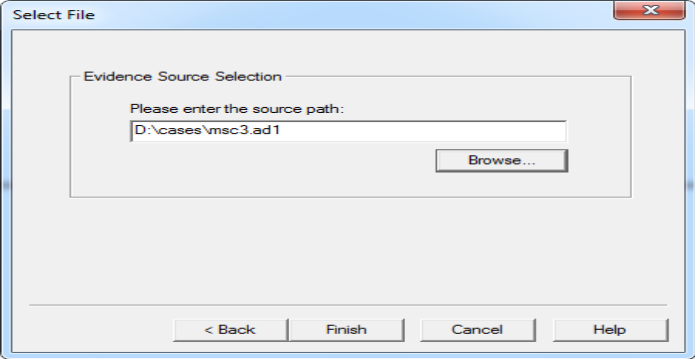 Select File
Evidence Source Selection
Please enter the source path:
D:\cases\msc3.ad1
Browse...
< Back
Finish
Cancel
Help